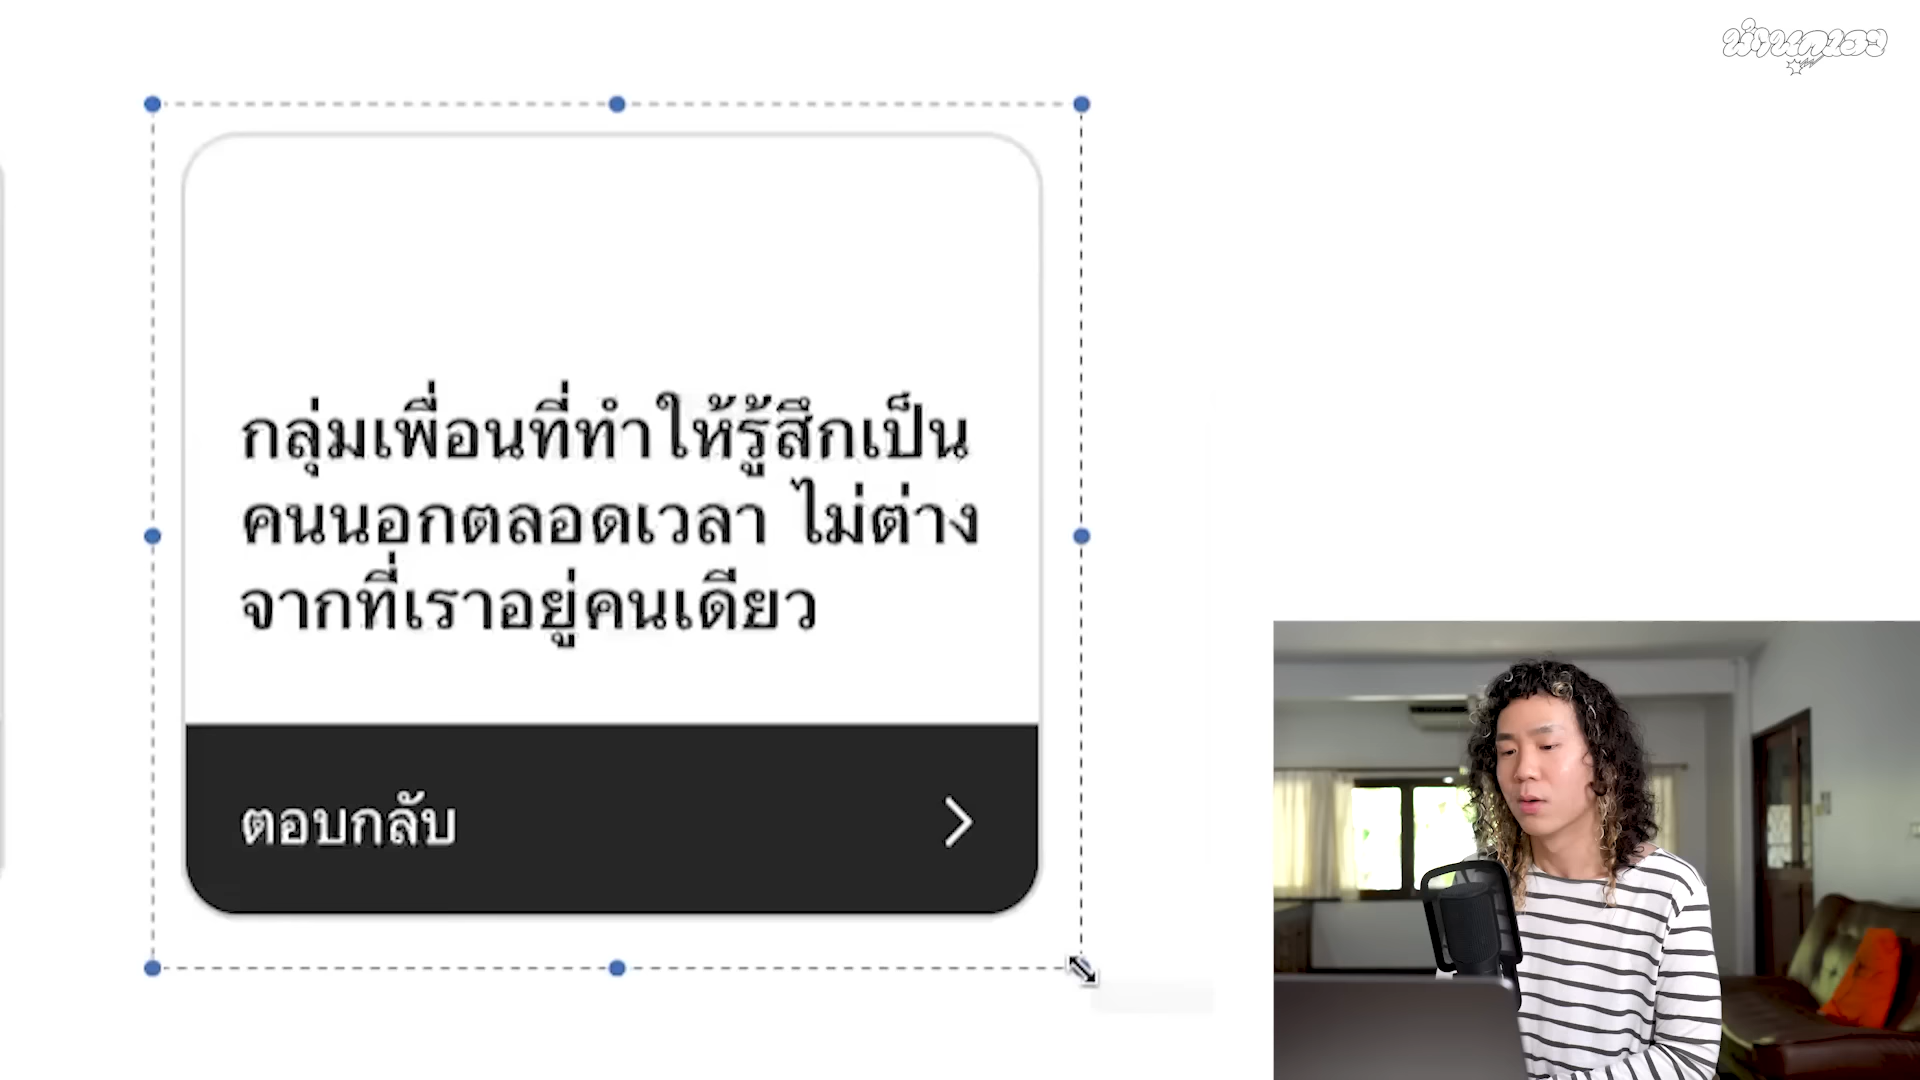 กลุ่มเพื่อนที่ทำให้รู้สึกเป็น
คนนอกตลอดเวลา ไม่ต่าง
จากที่เราอยู่คนเดียว
ตอบกลับ